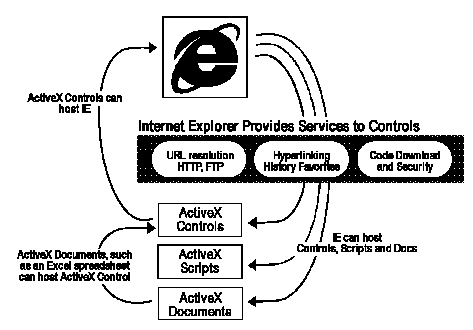 ActiveX Controls can
host IE
Internet Explorer Provides Services to Controls
URL resolution
HTTP, FTP
Hyperlinking
History Favorites
Code Download
and Security
ActiveX
Controls
IE can host
Controls, Scripts and Docs
ActiveX Documents, such
as an Excel spreadsheet
can host ActiveX Control
ActiveX
Scripts
ActiveX
Documents